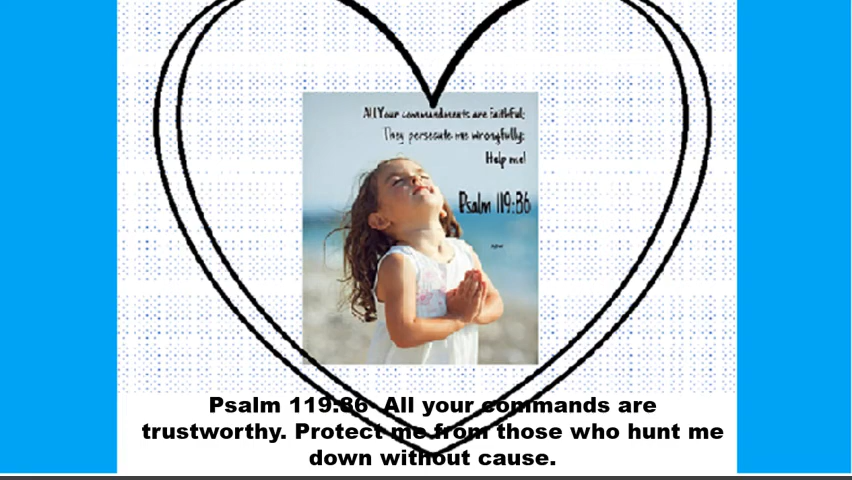 All Your commandments are faithful;
They persecute me wrongfully;
Help me!
Psalm 119:86
Psalm 119:86 All your commands are
trustworthy. Protect me from those who hunt me
down without cause.